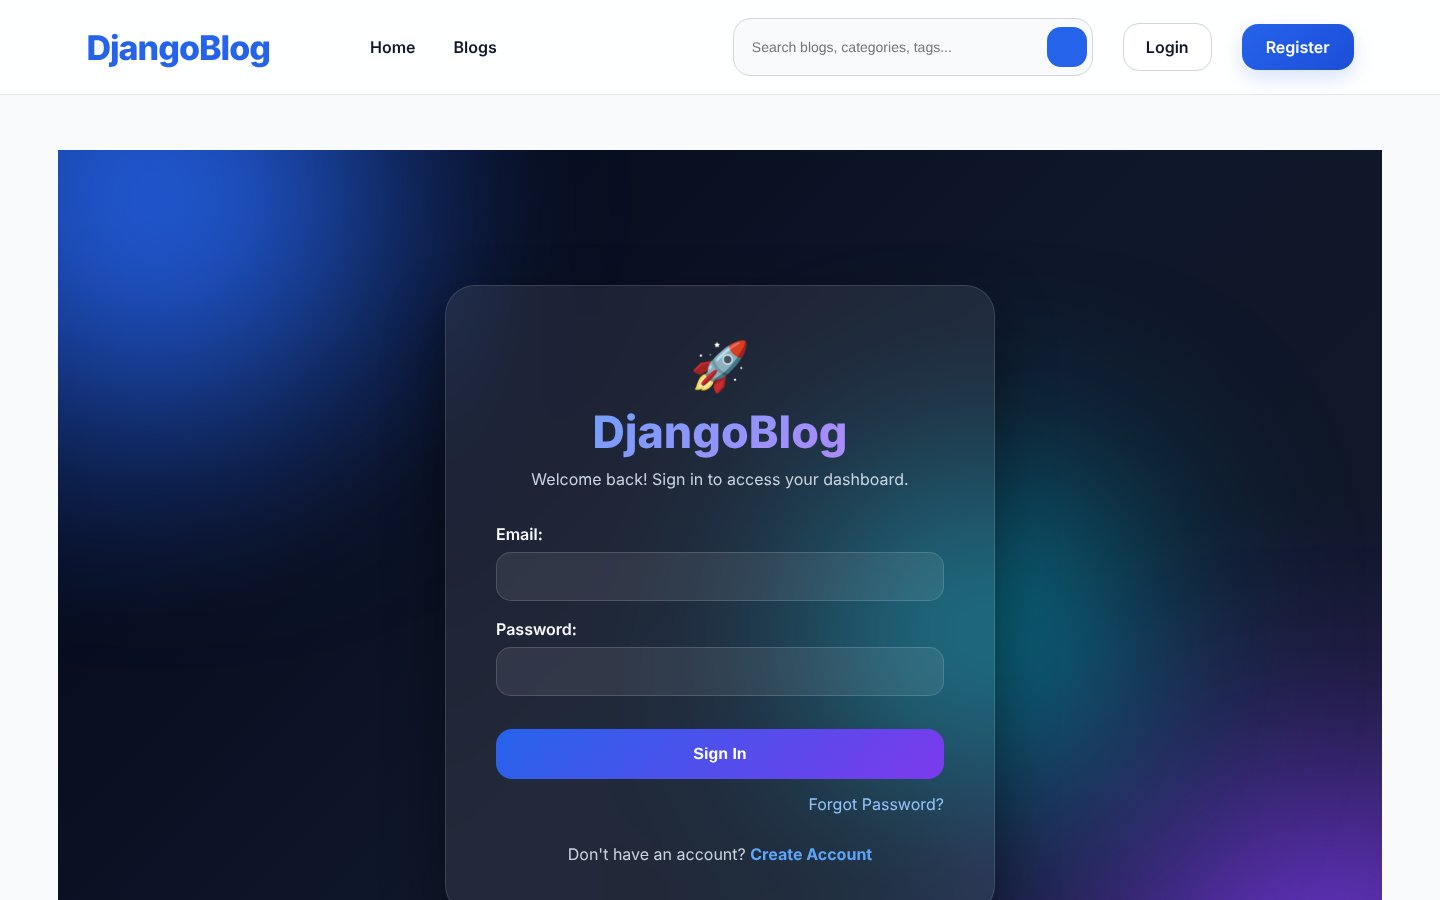 DjangoBlog Home Blogs Search blogs, categories, tags... Login Register
DjangoBlog
Welcome back! Sign in to access your dashboard.
Email:
Password:
Sign In
Forgot Password?
Don't have an account? Create Account